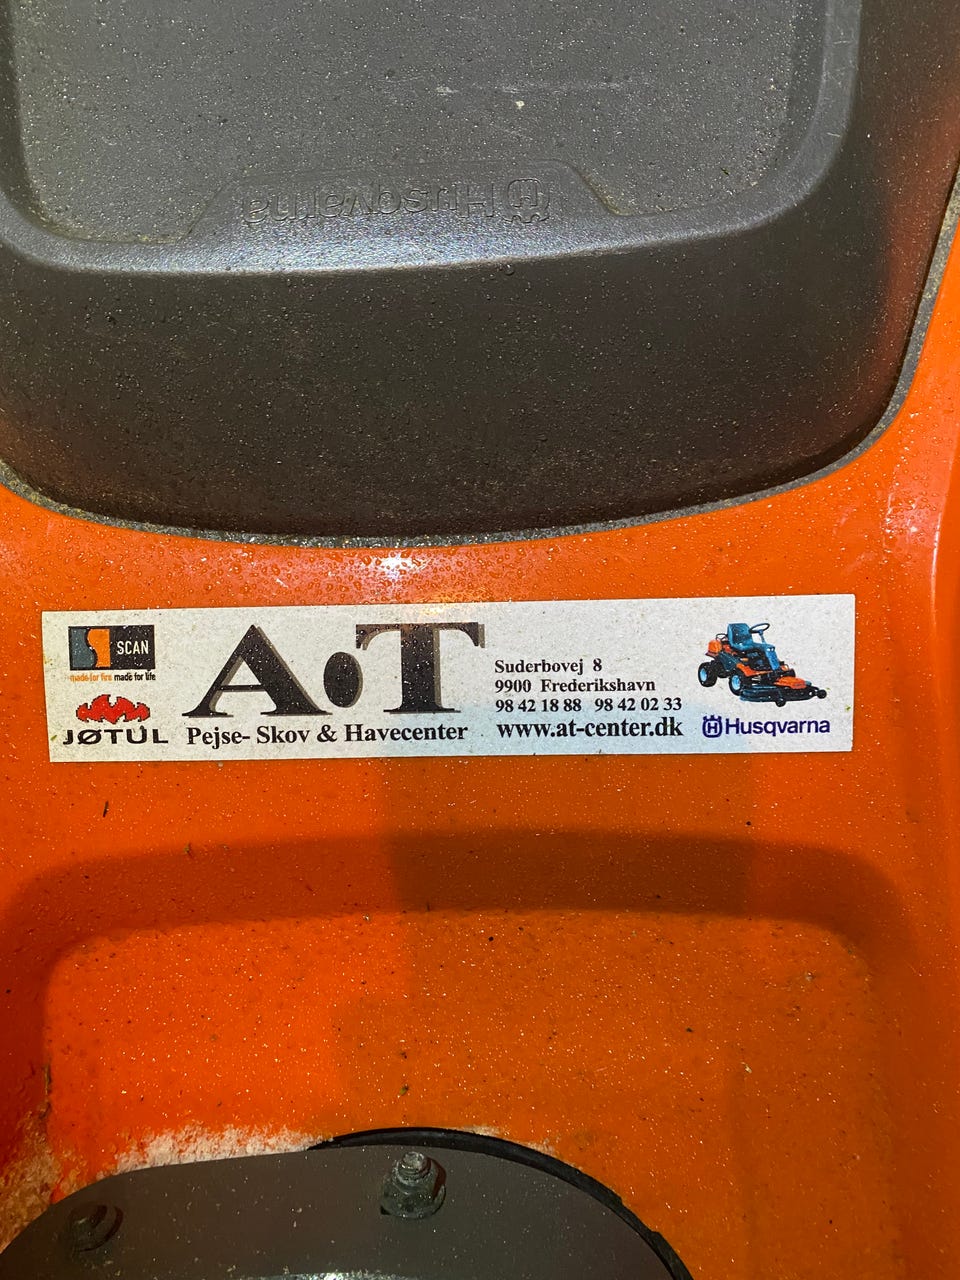 Husqvarna
SCAN
made for fire made for life
JØTUL
A•T
Pejse- Skov & Havecenter
Suderbovej 8
9900 Frederikshavn
98 42 18 88 98 42 02 33
www.at-center.dk
Husqvarna